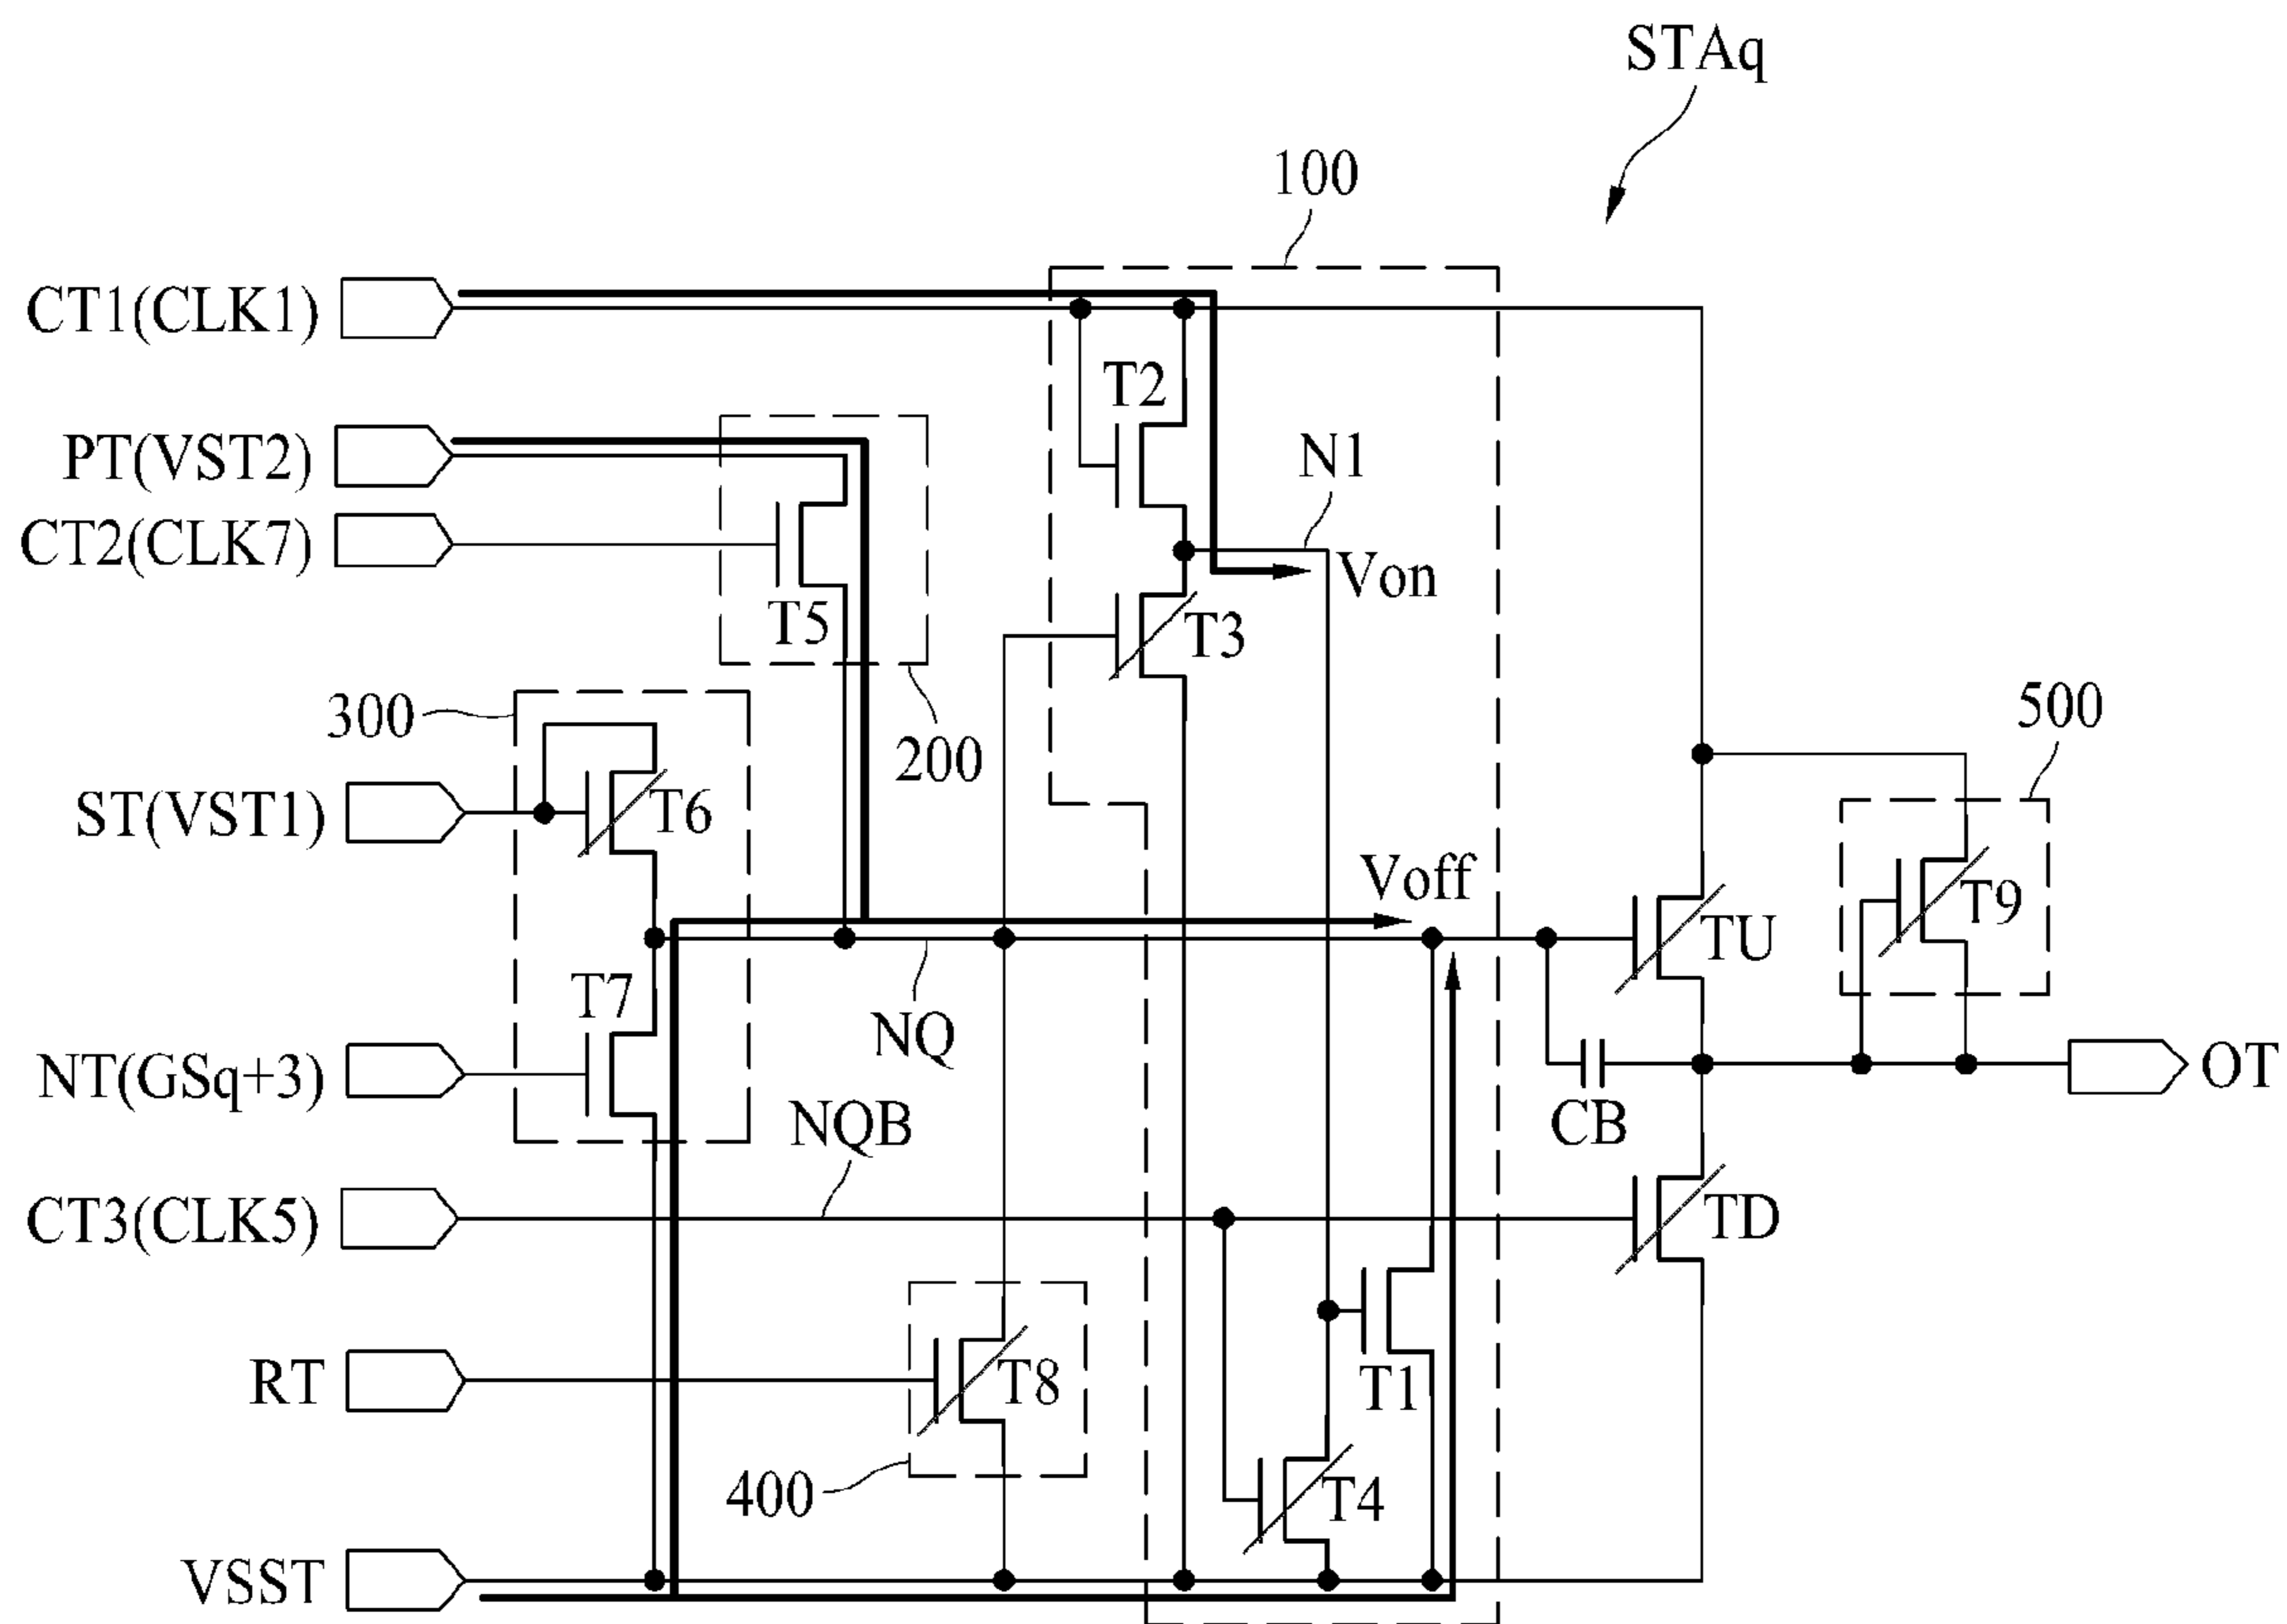 STAq
100
CT1(CLK1)
T2
PT(VST2)
N1
CT2(CLK7)
Von
T5
T3
300
500
200
ST(VST1)
T6
Voff
T9
TU
T7
NQ
NT(GSq+3)
OT
NQB
CB
CT3(CLK5)
TD
RT
T8
T1
400
T4
VSST